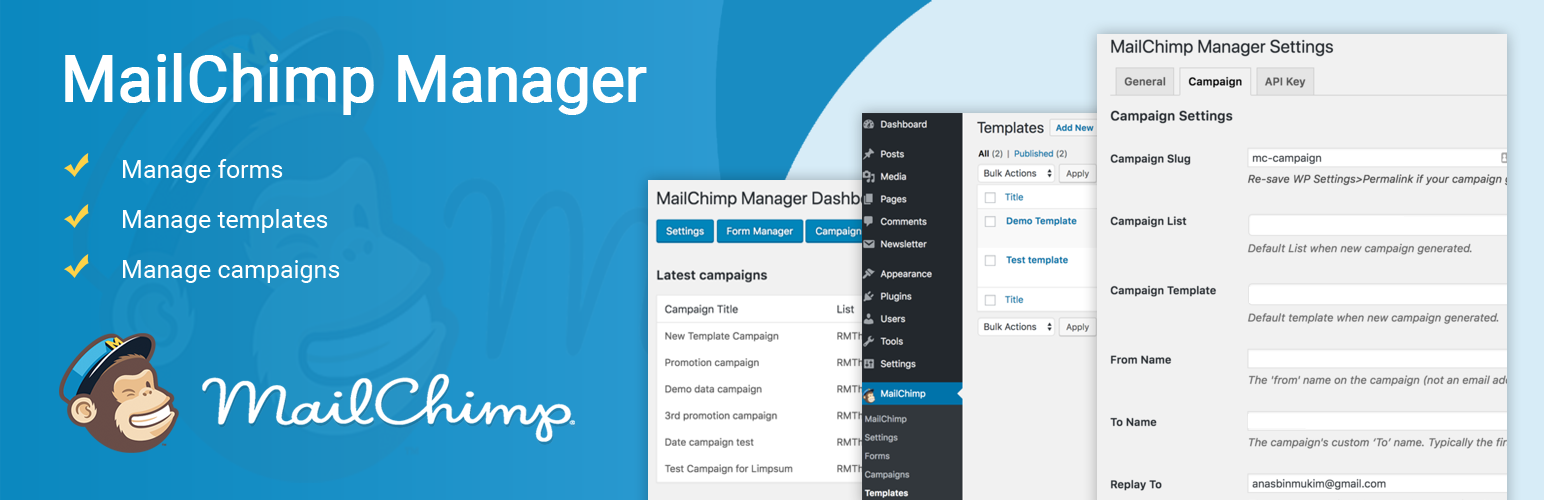 MailChimp Manager
Manage forms
Manage templates
Manage campaigns
MailChimp®
MailChimp Manager Dashb
Settings
Form Manager
Campaign
Latest campaigns
Campaign Title
List
New Template Campaign
RMTh
Promotion campaign
RMTh
Demo data campaign
RMTh
3rd promotion campaign
RMTh
Date campaign test
RMTh
Test Campaign for Limpsum
RMTh
Dashboard
Posts
Media
Pages
Comments
Newsletter
Appearance
Plugins
Users
Tools
Settings
MailChimp
MailChimp
Settings
Forms
Campaigns
Templates
Templates
Add New
All (2) | Published (2)
Bulk Actions
Apply
Title
Demo Template
Test template
Title
Bulk Actions
Apply
MailChimp Manager Settings
General
Campaign
API Key
Campaign Settings
Campaign Slug
mc-campaign
Re-save WP Settings>Permalink if your campaign
Campaign List
Default List when new campaign generated.
Campaign Template
Default template when new campaign generated.
From Name
The 'from' name on the campaign (not an email add
To Name
The campaign's custom 'To' name. Typically the fir
Replay To
anasbinmukim@gmail.com